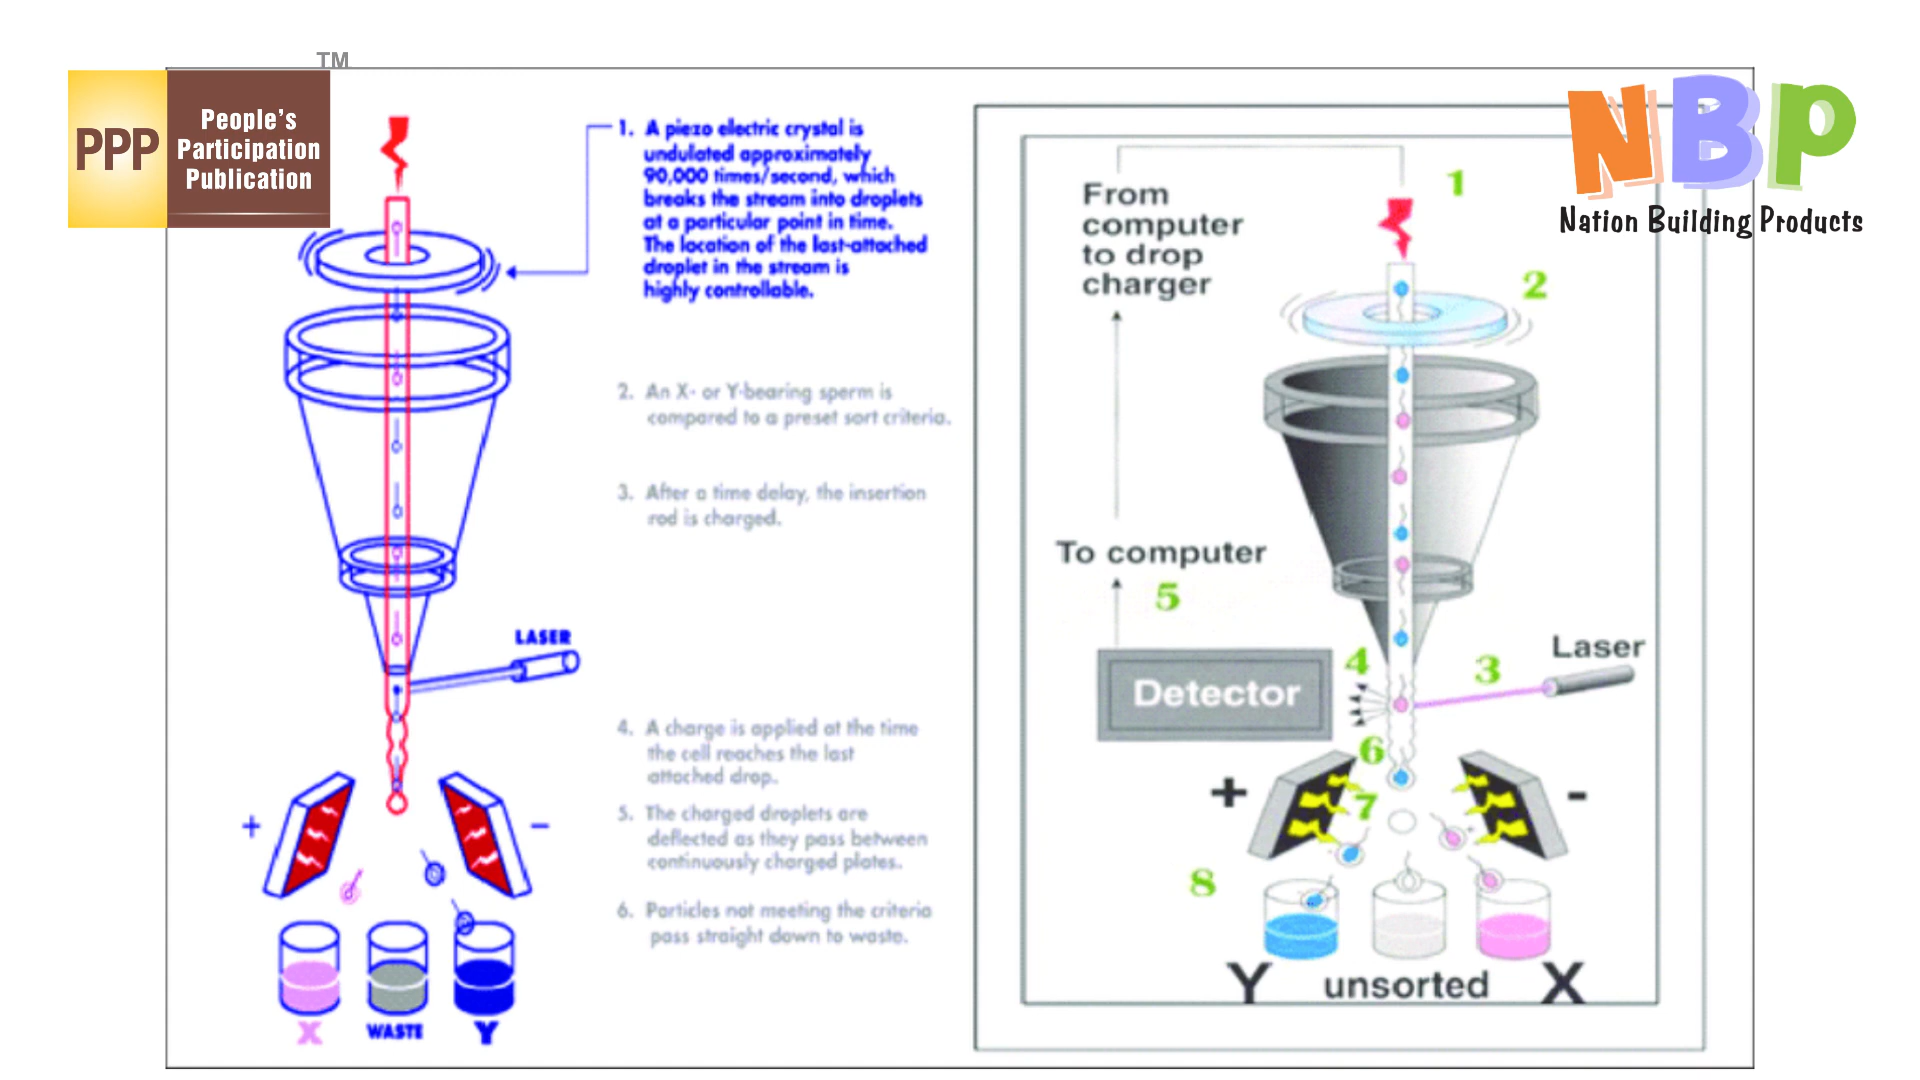 TM
PPP
People's
Participation
Publication
NBP
Nation Building Products
1. A piezo electric crystal is
undulated approximately
90,000 times/second, which
breaks the stream into droplets
at a particular point in time.
The location of the last-attached
droplet in the stream is
highly controllable.
2. An X- or Y-bearing sperm is
compared to a preset sort criteria.
3. After a time delay, the insertion
rod is charged.
LASER
4. A charge is applied at the time
the cell reaches the last
attached drop.
5. The charged droplets are
deflected as they pass between
continuously charged plates.
6. Particles not meeting the criteria
pass straight down to waste.
+
−
X
WASTE
Y
From
computer
to drop
charger
1
2
To computer
5
Detector
4
3
Laser
6
+
-
7
8
Y
unsorted
X